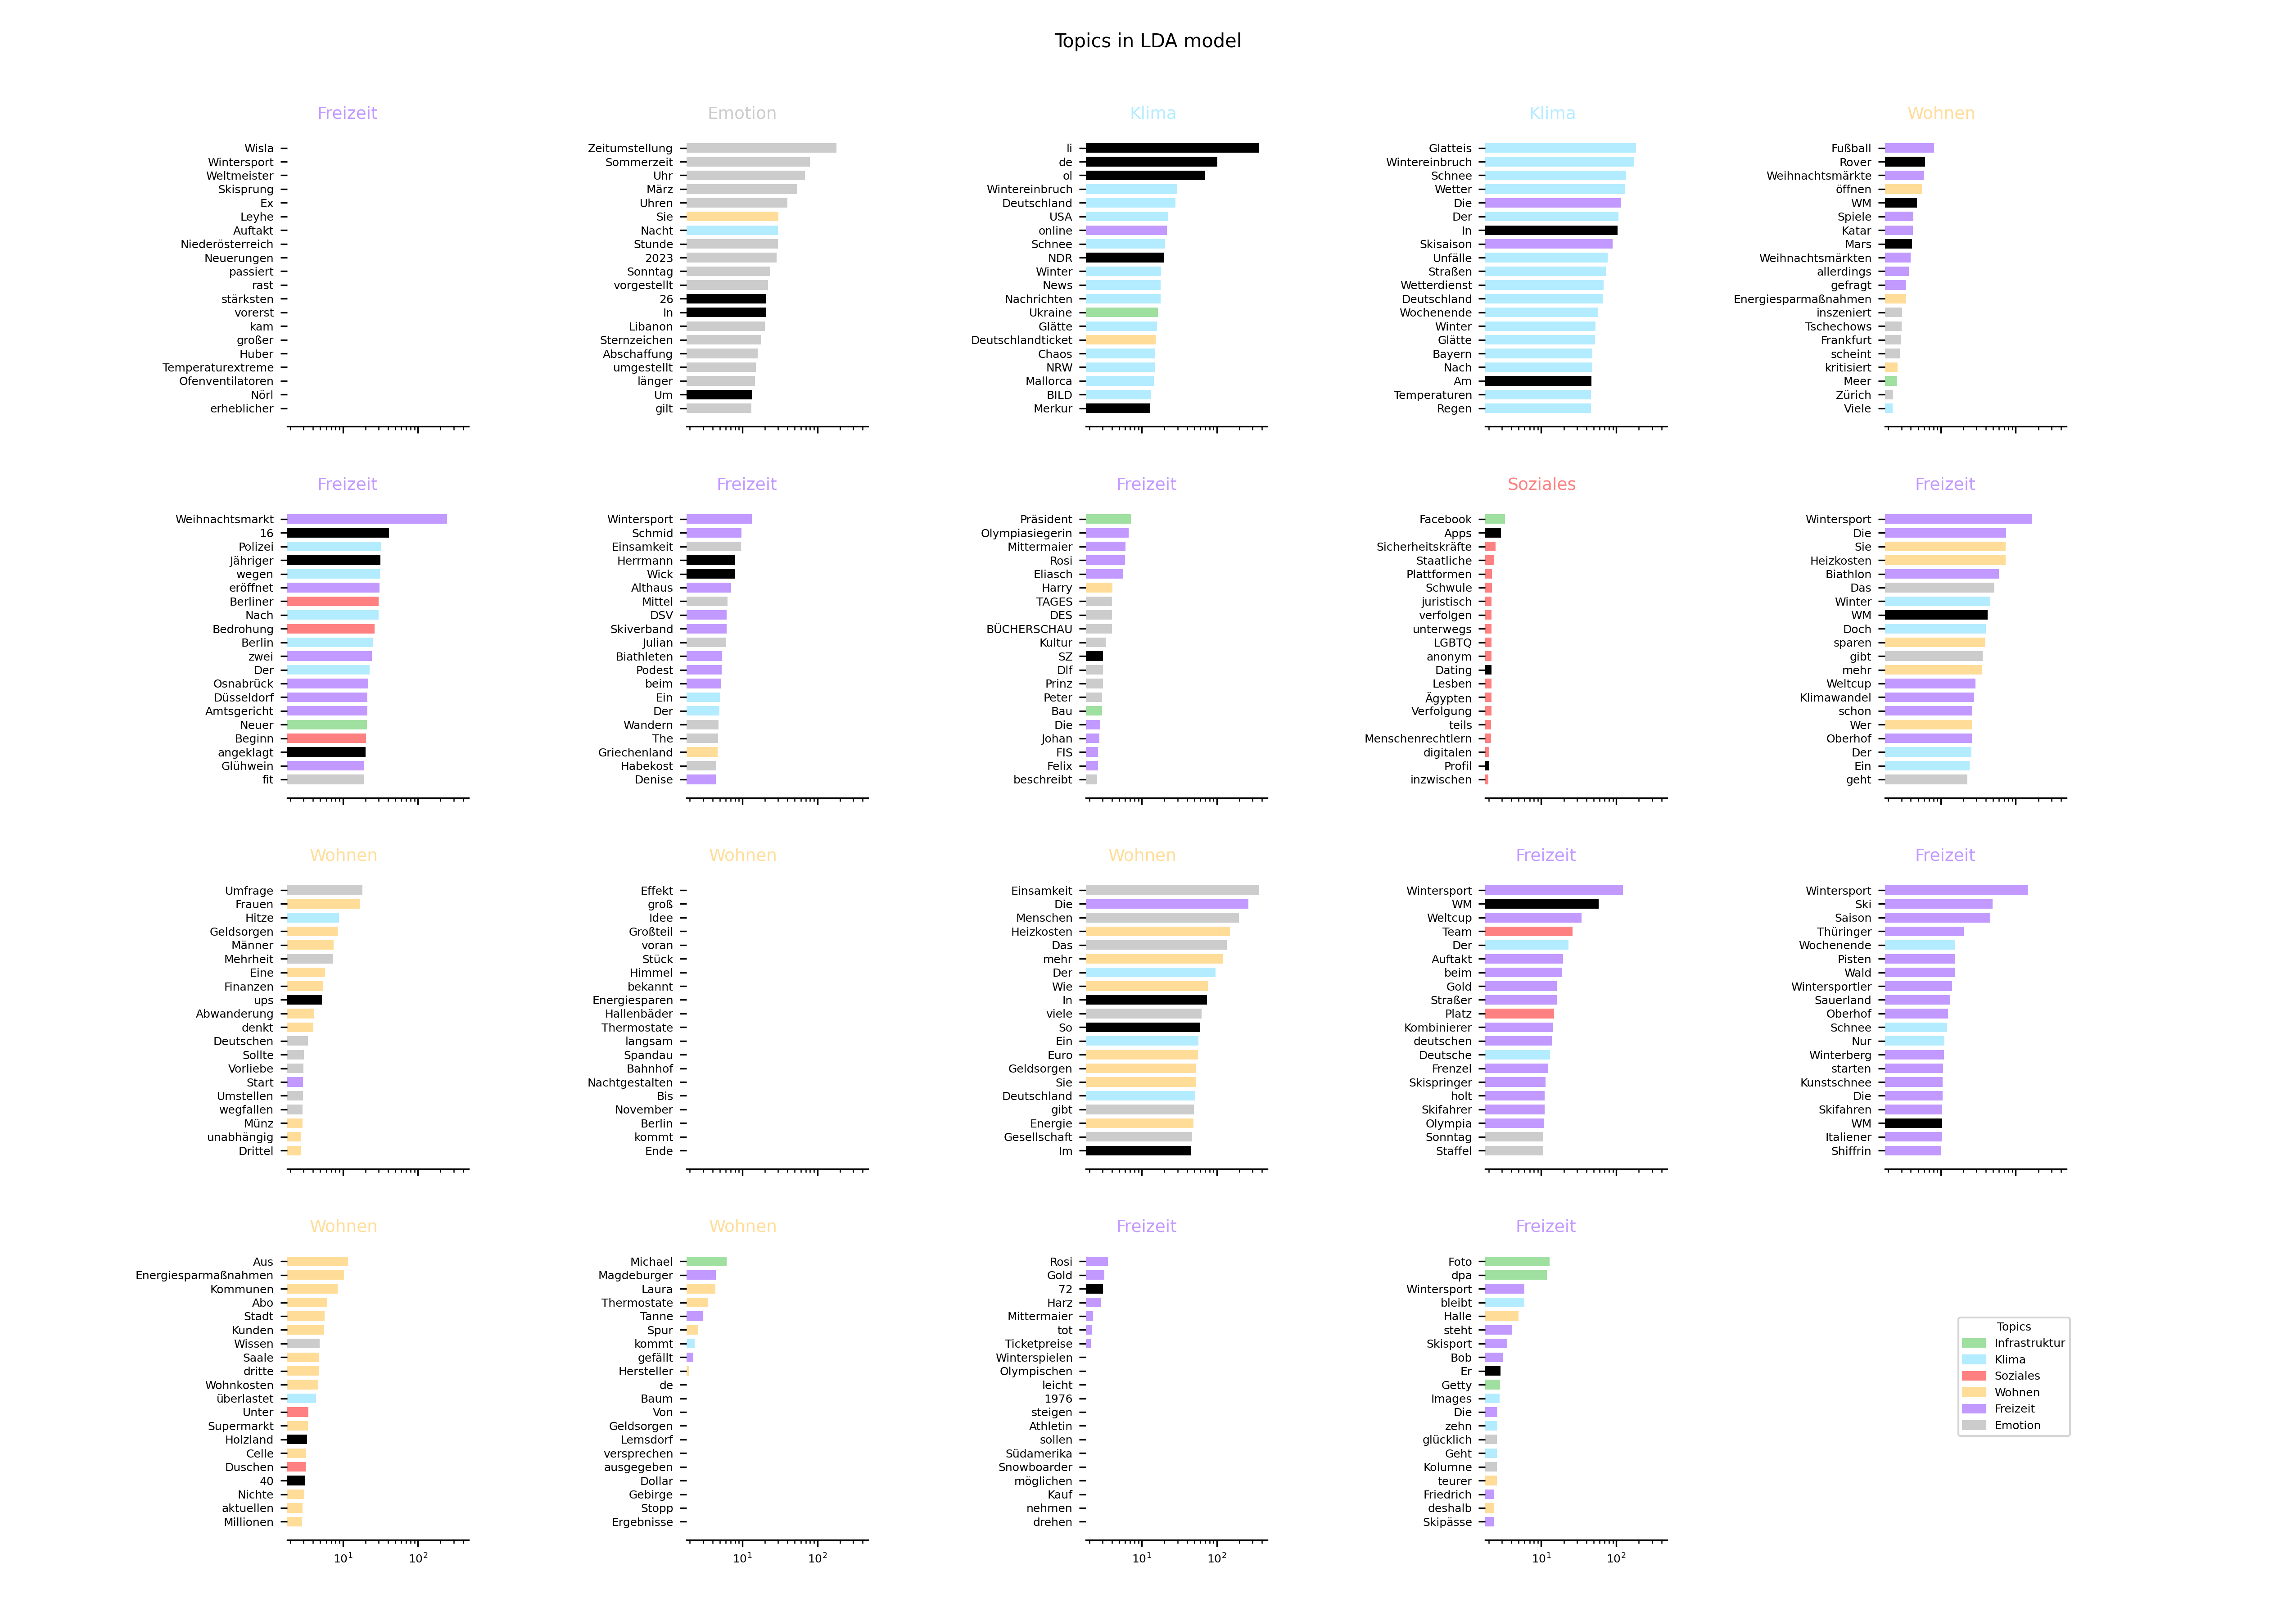 Topics in LDA model
Freizeit
Wisla
Wintersport
Weltmeister
Skisprung
Ex
Leyhe
Auftakt
Niederösterreich
Neuerungen
passiert
rast
stärksten
vorerst
kam
großer
Huber
Temperaturextreme
Ofenventilatoren
Nörl
erheblicher
Emotion
Zeitumstellung
Sommerzeit
Uhr
März
Uhren
Sie
Nacht
Stunde
2023
Sonntag
vorgestellt
26
In
Libanon
Sternzeichen
Abschaffung
umgestellt
länger
Um
gilt
Klima
li
de
ol
Wintereinbruch
Deutschland
USA
online
Schnee
NDR
Winter
News
Nachrichten
Ukraine
Glätte
Deutschlandticket
Chaos
NRW
Mallorca
BILD
Merkur
Klima
Glatteis
Wintereinbruch
Schnee
Wetter
Die
Der
In
Skisaison
Unfälle
Straßen
Wetterdienst
Deutschland
Wochenende
Winter
Glätte
Bayern
Nach
Am
Temperaturen
Regen
Wohnen
Fußball
Rover
Weihnachtsmärkte
öffnen
WM
Spiele
Katar
Mars
Weihnachtsmärkten
allerdings
gefragt
Energiesparmaßnahmen
inszeniert
Tschechows
Frankfurt
scheint
kritisiert
Meer
Zürich
Viele
Freizeit
Weihnachtsmarkt
16
Polizei
Jähriger
wegen
eröffnet
Berliner
Nach
Bedrohung
Berlin
zwei
Der
Osnabrück
Düsseldorf
Amtsgericht
Neuer
Beginn
angeklagt
Glühwein
fit
Freizeit
Wintersport
Schmid
Einsamkeit
Herrmann
Wick
Althaus
Mittel
DSV
Skiverband
Julian
Biathleten
Podest
beim
Ein
Der
Wandern
The
Griechenland
Habekost
Denise
Freizeit
Präsident
Olympiasiegerin
Mittermaier
Rosi
Eliasch
Harry
TAGES
DES
BÜCHERSCHAU
Kultur
SZ
Dlf
Prinz
Peter
Bau
Die
Johan
FIS
Felix
beschreibt
Soziales
Facebook
Apps
Sicherheitskräfte
Staatliche
Plattformen
Schwule
juristisch
verfolgen
unterwegs
LGBTQ
anonym
Dating
Lesben
Ägypten
Verfolgung
teils
Menschenrechtlern
digitalen
Profil
inzwischen
Freizeit
Wintersport
Die
Sie
Heizkosten
Biathlon
Das
Winter
WM
Doch
sparen
gibt
mehr
Weltcup
Klimawandel
schon
Wer
Oberhof
Der
Ein
geht
Wohnen
Umfrage
Frauen
Hitze
Geldsorgen
Männer
Mehrheit
Eine
Finanzen
ups
Abwanderung
denkt
Deutschen
Sollte
Vorliebe
Start
Umstellen
wegfallen
Münz
unabhängig
Drittel
Wohnen
Effekt
groß
Idee
Großteil
voran
Stück
Himmel
bekannt
Energiesparen
Hallenbäder
Thermostate
langsam
Spandau
Bahnhof
Nachtgestalten
Bis
November
Berlin
kommt
Ende
Wohnen
Einsamkeit
Die
Menschen
Heizkosten
Das
mehr
Der
Wie
In
viele
So
Ein
Euro
Geldsorgen
Sie
Deutschland
gibt
Energie
Gesellschaft
Im
Freizeit
Wintersport
WM
Weltcup
Team
Der
Auftakt
beim
Gold
Straßer
Platz
Kombinierer
deutschen
Deutsche
Frenzel
Skispringer
holt
Skifahrer
Olympia
Sonntag
Staffel
Freizeit
Wintersport
Ski
Saison
Thüringer
Wochenende
Pisten
Wald
Wintersportler
Sauerland
Oberhof
Schnee
Nur
Winterberg
starten
Kunstschnee
Die
Skifahren
WM
Italiener
Shiffrin
Wohnen
Aus
Energiesparmaßnahmen
Kommunen
Abo
Stadt
Kunden
Wissen
Saale
dritte
Wohnkosten
überlastet
Unter
Supermarkt
Holzland
Celle
Duschen
40
Nichte
aktuellen
Millionen
10¹ 10²
Wohnen
Michael
Magdeburger
Laura
Thermostate
Tanne
Spur
kommt
gefällt
Hersteller
de
Baum
Von
Geldsorgen
Lemsdorf
versprechen
ausgegeben
Dollar
Gebirge
Stopp
Ergebnisse
10¹ 10²
Freizeit
Rosi
Gold
72
Harz
Mittermaier
tot
Ticketpreise
Winterspielen
Olympischen
leicht
1976
steigen
Athletin
sollen
Südamerika
Snowboarder
möglichen
Kauf
nehmen
drehen
10¹ 10²
Freizeit
Foto
dpa
Wintersport
bleibt
Halle
steht
Skisport
Bob
Er
Getty
Images
Die
zehn
glücklich
Geht
Kolumne
teurer
Friedrich
deshalb
Skipässe
10¹ 10²
Topics
Infrastruktur
Klima
Soziales
Wohnen
Freizeit
Emotion